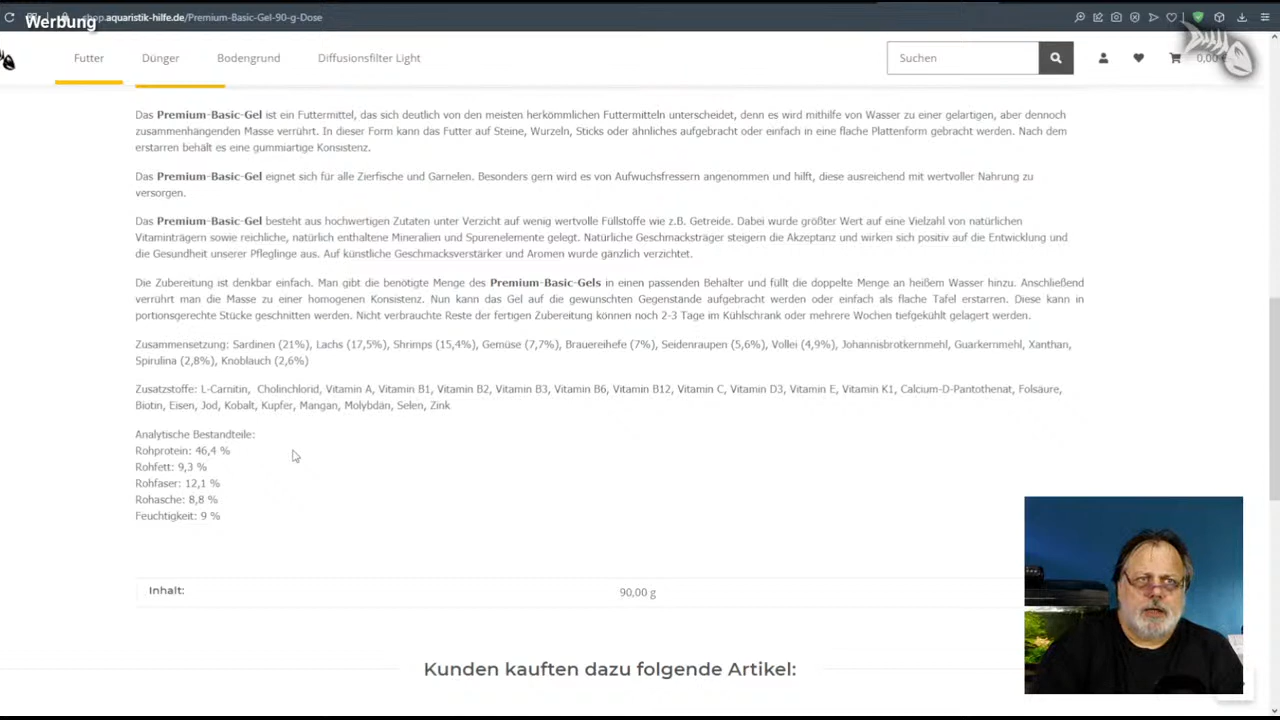 Werbung
shop.aquaristik-hilfe.de/Premium-Basic-Gel-90-g-Dose
Futter Dünger Bodengrund Diffusionsfilter Light Suchen 0,00 €
Das Premium-Basic-Gel ist ein Futtermittel, das sich deutlich von den meisten herkömmlichen Futtermitteln unterscheidet, denn es wird mithilfe von Wasser zu einer gelartigen, aber dennoch
zusammenhängenden Masse verrührt. In dieser Form kann das Futter auf Steine, Wurzeln, Sticks oder ähnliches aufgebracht oder einfach in eine flache Plattenform gebracht werden. Nach dem
erstarren behält es eine gummiartige Konsistenz.
Das Premium-Basic-Gel eignet sich für alle Zierfische und Garnelen. Besonders gern wird es von Aufwuchsfressern angenommen und hilft, diese ausreichend mit wertvoller Nahrung zu
versorgen.
Das Premium-Basic-Gel besteht aus hochwertigen Zutaten unter Verzicht auf wenig wertvolle Füllstoffe wie z.B. Getreide. Dabei wurde größter Wert auf eine Vielzahl von natürlichen
Vitaminträgern sowie reichliche, natürlich enthaltene Mineralien und Spurenelemente gelegt. Natürliche Geschmacksträger steigern die Akzeptanz und wirken sich positiv auf die Entwicklung und
die Gesundheit unserer Pfleglinge aus. Auf künstliche Geschmacksverstärker und Aromen wurde gänzlich verzichtet.
Die Zubereitung ist denkbar einfach. Man gibt die benötigte Menge des Premium-Basic-Gels in einen passenden Behälter und füllt die doppelte Menge an heißem Wasser hinzu. Anschließend
verrührt man die Masse zu einer homogenen Konsistenz. Nun kann das Gel auf die gewünschten Gegenstände aufgebracht werden oder einfach als flache Tafel erstarren. Diese kann in
portionsgerechte Stücke geschnitten werden. Nicht verbrauchte Reste der fertigen Zubereitung können noch 2-3 Tage im Kühlschrank oder mehrere Wochen tiefgekühlt gelagert werden.
Zusammensetzung: Sardinen (21%), Lachs (17,5%), Shrimps (15,4%), Gemüse (7,7%), Brauereihefe (7%), Seidenraupen (5,6%), Vollei (4,9%), Johannisbrotkernmehl, Guarkernmehl, Xanthan,
Spirulina (2,8%), Knoblauch (2,6%)
Zusatzstoffe: L-Carnitin, Cholinchlorid, Vitamin A, Vitamin B1, Vitamin B2, Vitamin B3, Vitamin B6, Vitamin B12, Vitamin C, Vitamin D3, Vitamin E, Vitamin K1, Calcium-D-Pantothenat, Folsäure,
Biotin, Eisen, Jod, Kobalt, Kupfer, Mangan, Molybdän, Selen, Zink
Analytische Bestandteile:
Rohprotein: 46,4 %
Rohfett: 9,3 %
Rohfaser: 12,1 %
Rohasche: 8,8 %
Feuchtigkeit: 9 %
Inhalt: 90,00 g
Kunden kauften dazu folgende Artikel: